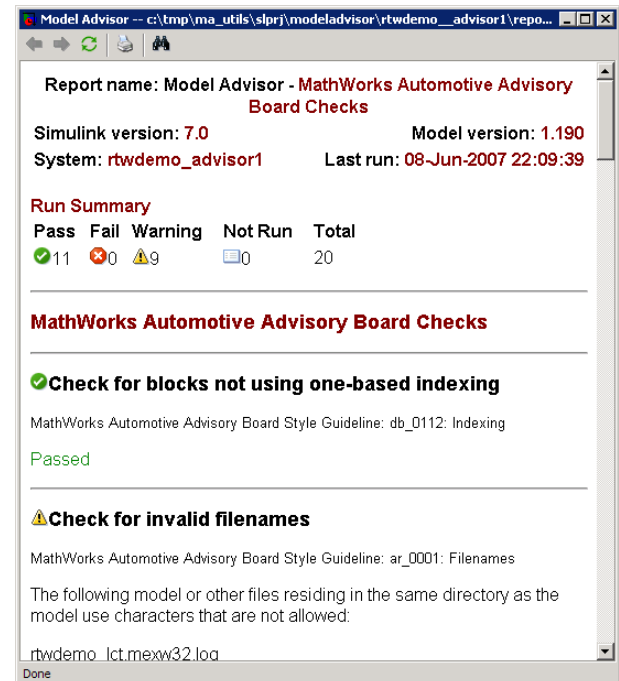 Model Advisor -- c:\tmp\ma_utils\slprj\modeladvisor\rtwdemo__advisor1\repo...
Report name: Model Advisor - MathWorks Automotive Advisory
Board Checks
Simulink version: 7.0 Model version: 1.190
System: rtwdemo_advisor1 Last run: 08-Jun-2007 22:09:39
Run Summary
Pass Fail Warning Not Run Total
11 0 9 0 20
MathWorks Automotive Advisory Board Checks
Check for blocks not using one-based indexing
MathWorks Automotive Advisory Board Style Guideline: db_0112: Indexing
Passed
Check for invalid filenames
MathWorks Automotive Advisory Board Style Guideline: ar_0001: Filenames
The following model or other files residing in the same directory as the
model use characters that are not allowed:
rtwdemo_lct.mexw32.log
Done